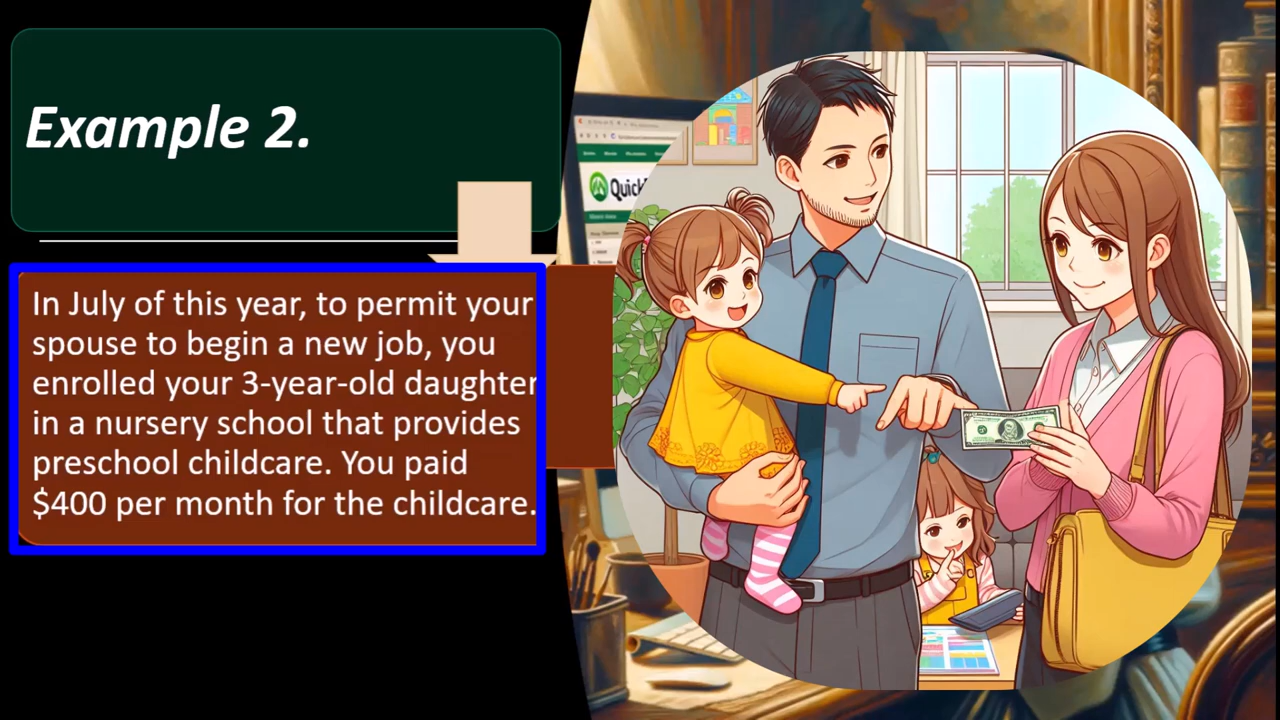 Example 2.
In July of this year, to permit your
spouse to begin a new job, you
enrolled your 3-year-old daughter
in a nursery school that provides
preschool childcare. You paid
$400 per month for the childcare.
Quick